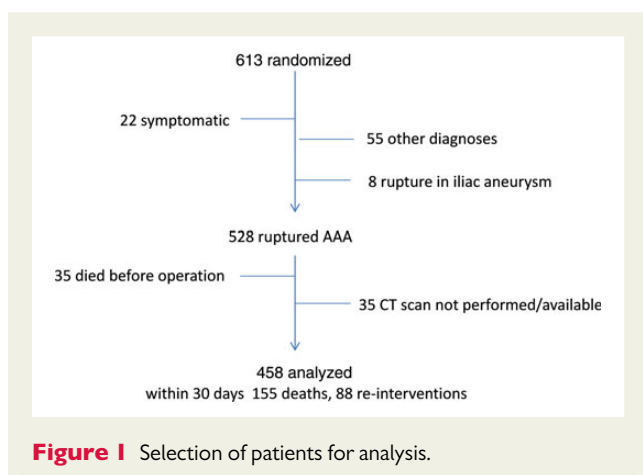 613 randomized
22 symptomatic
55 other diagnoses
8 rupture in iliac aneurysm
528 ruptured AAA
35 died before operation
35 CT scan not performed/available
458 analyzed
within 30 days 155 deaths, 88 re-interventions
Figure 1 Selection of patients for analysis.